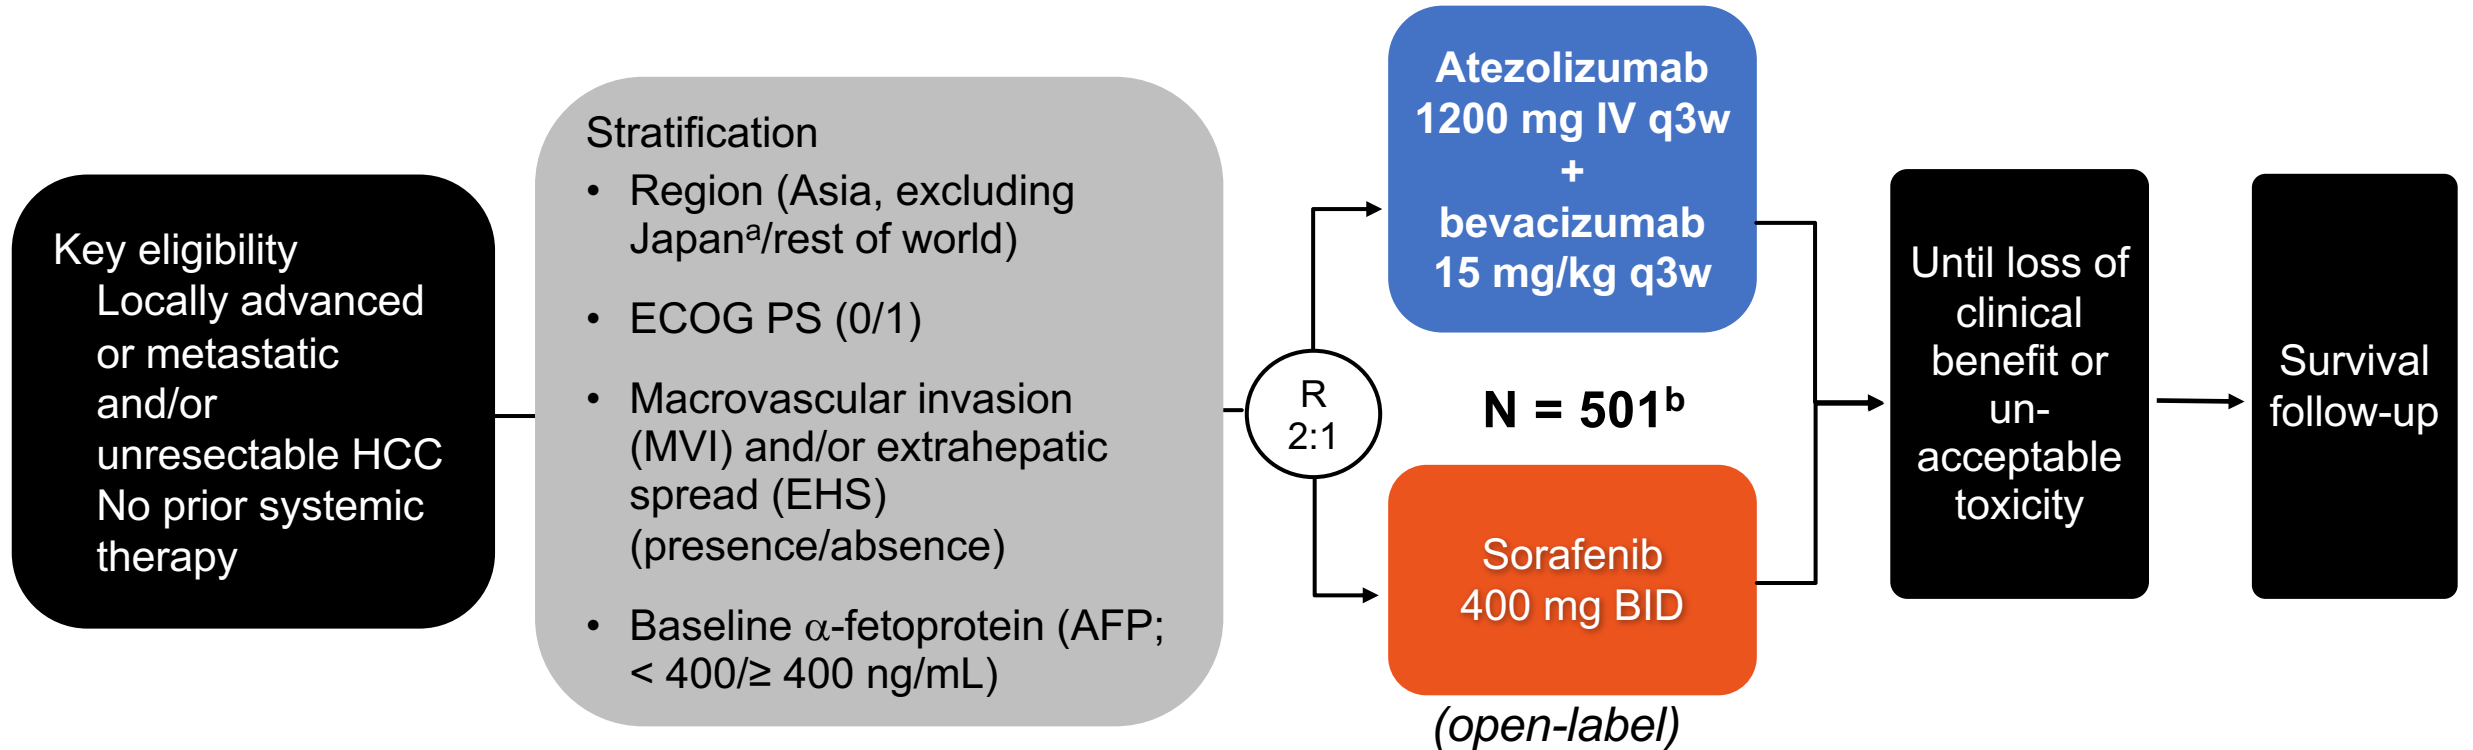 Key eligibility
Locally advanced
or metastatic
and/or
unresectable HCC
No prior systemic
therapy
Stratification
• Region (Asia, excluding
Japanᵃ/rest of world)
• ECOG PS (0/1)
• Macrovascular invasion
(MVI) and/or extrahepatic
spread (EHS)
(presence/absence)
• Baseline α-fetoprotein (AFP;
< 400/≥ 400 ng/mL)
R
2:1
Atezolizumab
1200 mg IV q3w
+
bevacizumab
15 mg/kg q3w
N = 501ᵇ
Sorafenib
400 mg BID
(open-label)
Until loss of
clinical
benefit or
un-
acceptable
toxicity
Survival
follow-up